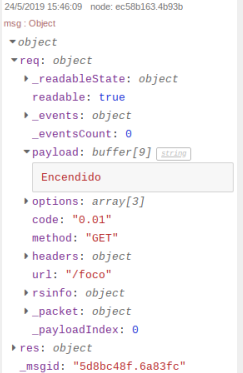 24/5/2019 15:46:09 node: ec58b163.4b93b
msg : Object
object
req: object
_readableState: object
readable: true
_events: object
_eventsCount: 0
payload: buffer[9] string
Encendido
options: array[3]
code: "0.01"
method: "GET"
headers: object
url: "/foco"
rsinfo: object
_packet: object
_payloadIndex: 0
res: object
_msgid: "5d8bc48f.6a83fc"